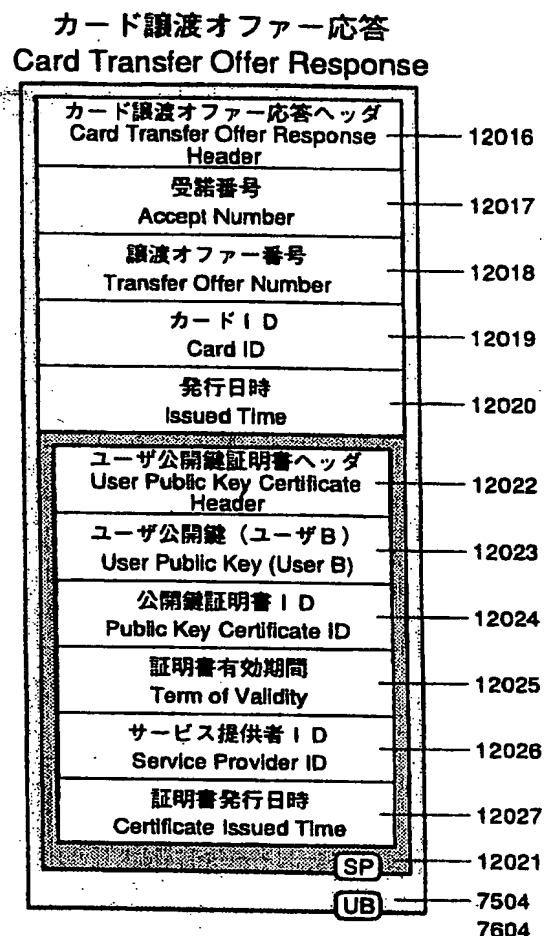 カード譲渡オファー応答
Card Transfer Offer Response
カード譲渡オファー応答ヘッダ
Card Transfer Offer Response
Header
12016
受諾番号
Accept Number
12017
譲渡オファー番号
Transfer Offer Number
12018
カードID
Card ID
12019
発行日時
Issued Time
12020
ユーザ公開鍵証明書ヘッダ
User Public Key Certificate
Header
12022
ユーザ公開鍵（ユーザB）
User Public Key (User B)
12023
公開鍵証明書ID
Public Key Certificate ID
12024
証明書有効期間
Term of Validity
12025
サービス提供者ID
Service Provider ID
12026
証明書発行日時
Certificate Issued Time
12027
SP
12021
UB
7504
7604